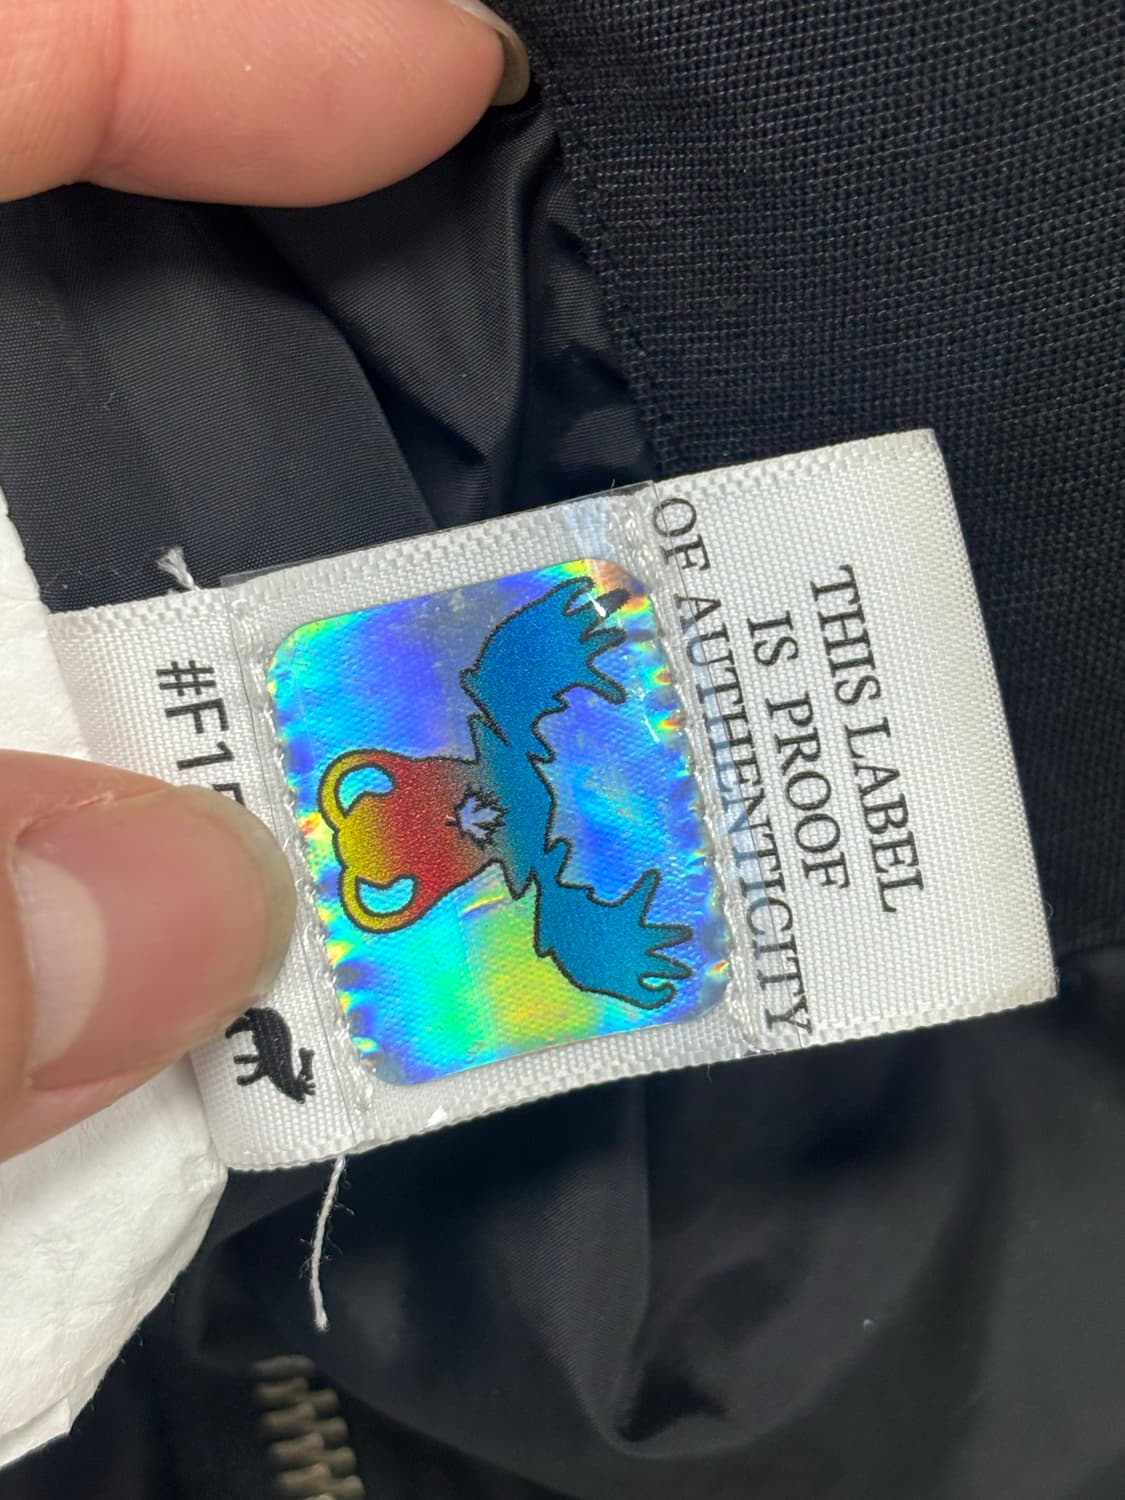 THIS LABEL
IS PROOF
OF AUTHENTICITY